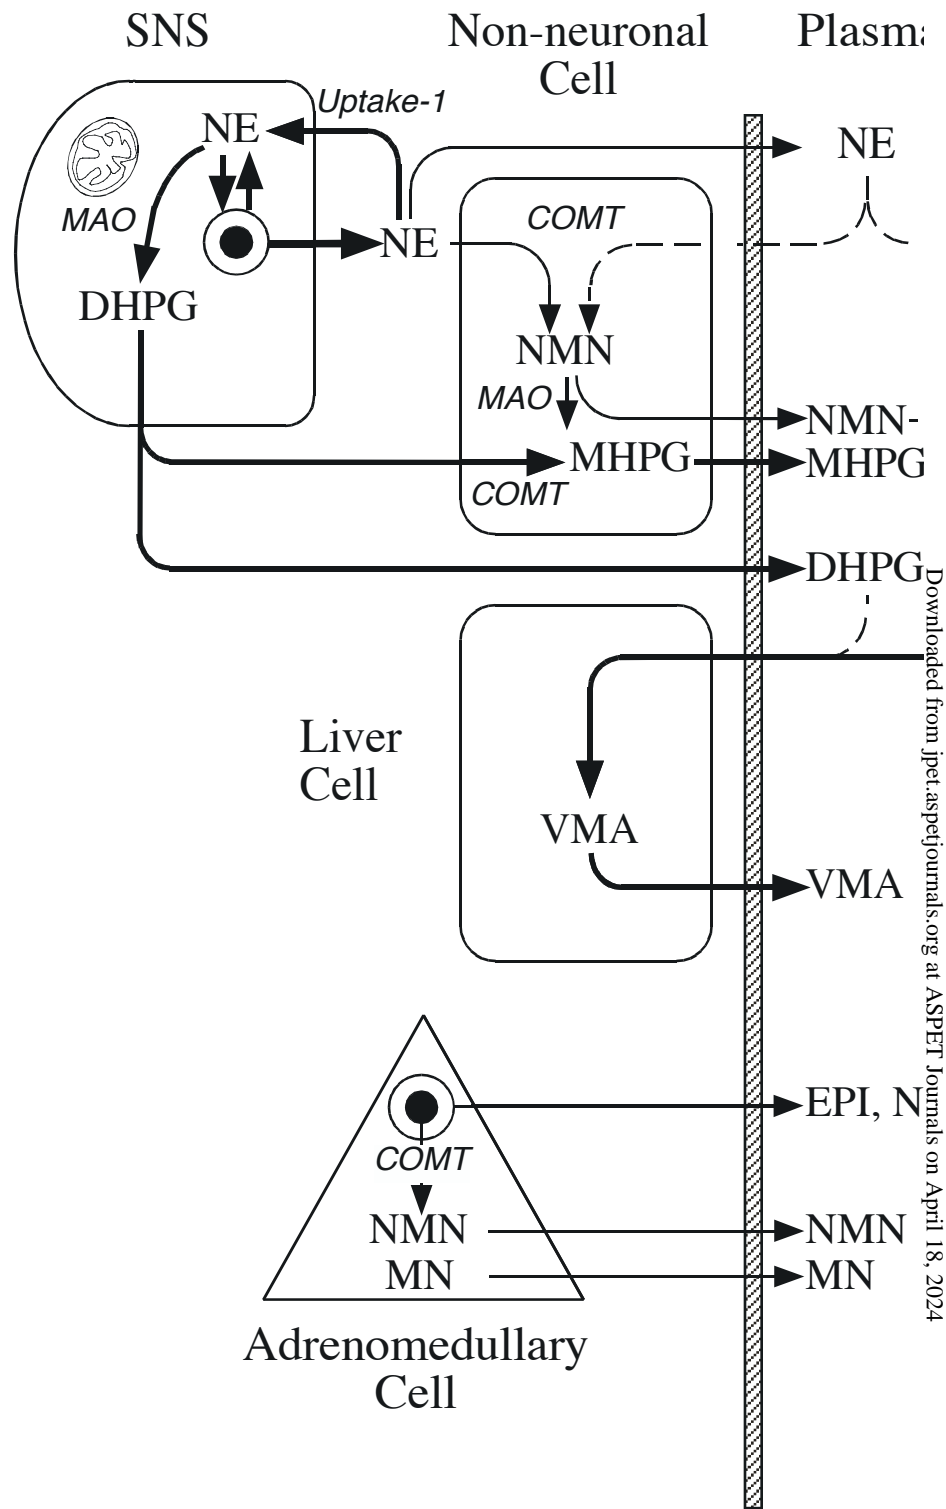 SNS
Non-neuronal
Cell
Uptake-1
NE
NE
MAO
COMT
NE
DHPG
NMN
MAO
NMN-
MHPG
MHPG
COMT
DHPG
Liver
Cell
VMA
VMA
EPI, N
COMT
NMN
NMN
MN
MN
Adrenomedullary
Cell
Downloaded from jpet.aspetjournals.org at ASPET Journals on April 18, 2024